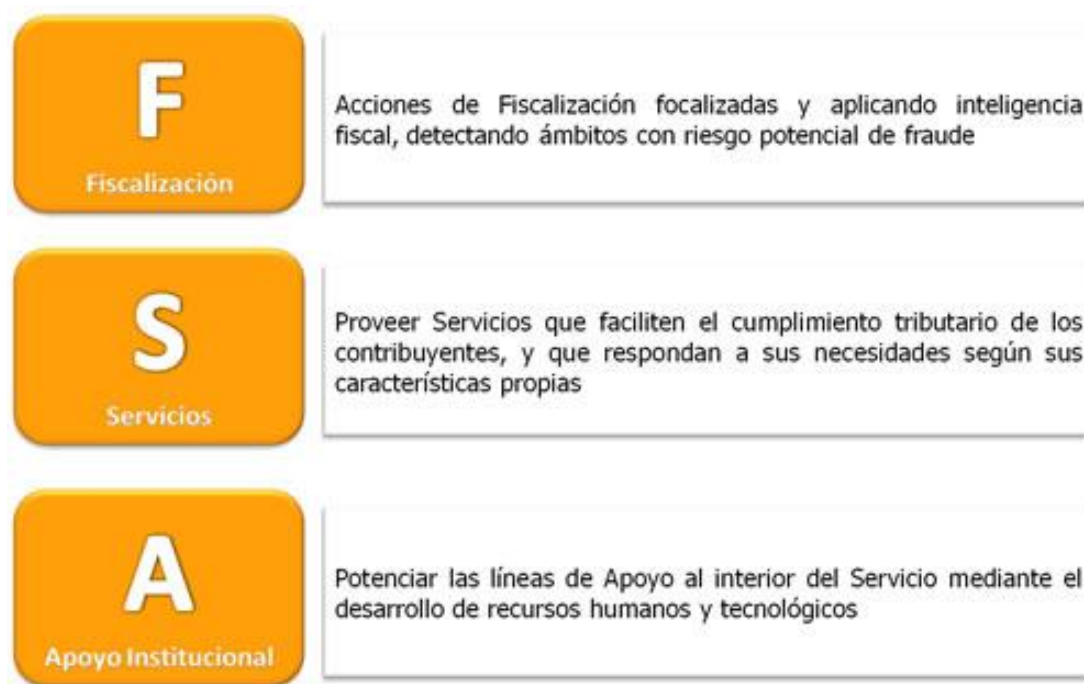 F
Fiscalización
Acciones de Fiscalización focalizadas y aplicando inteligencia
fiscal, detectando ámbitos con riesgo potencial de fraude
S
Servicios
Proveer Servicios que faciliten el cumplimiento tributario de los
contribuyentes, y que respondan a sus necesidades según sus
características propias
A
Apoyo Institucional
Potenciar las líneas de Apoyo al interior del Servicio mediante el
desarrollo de recursos humanos y tecnológicos